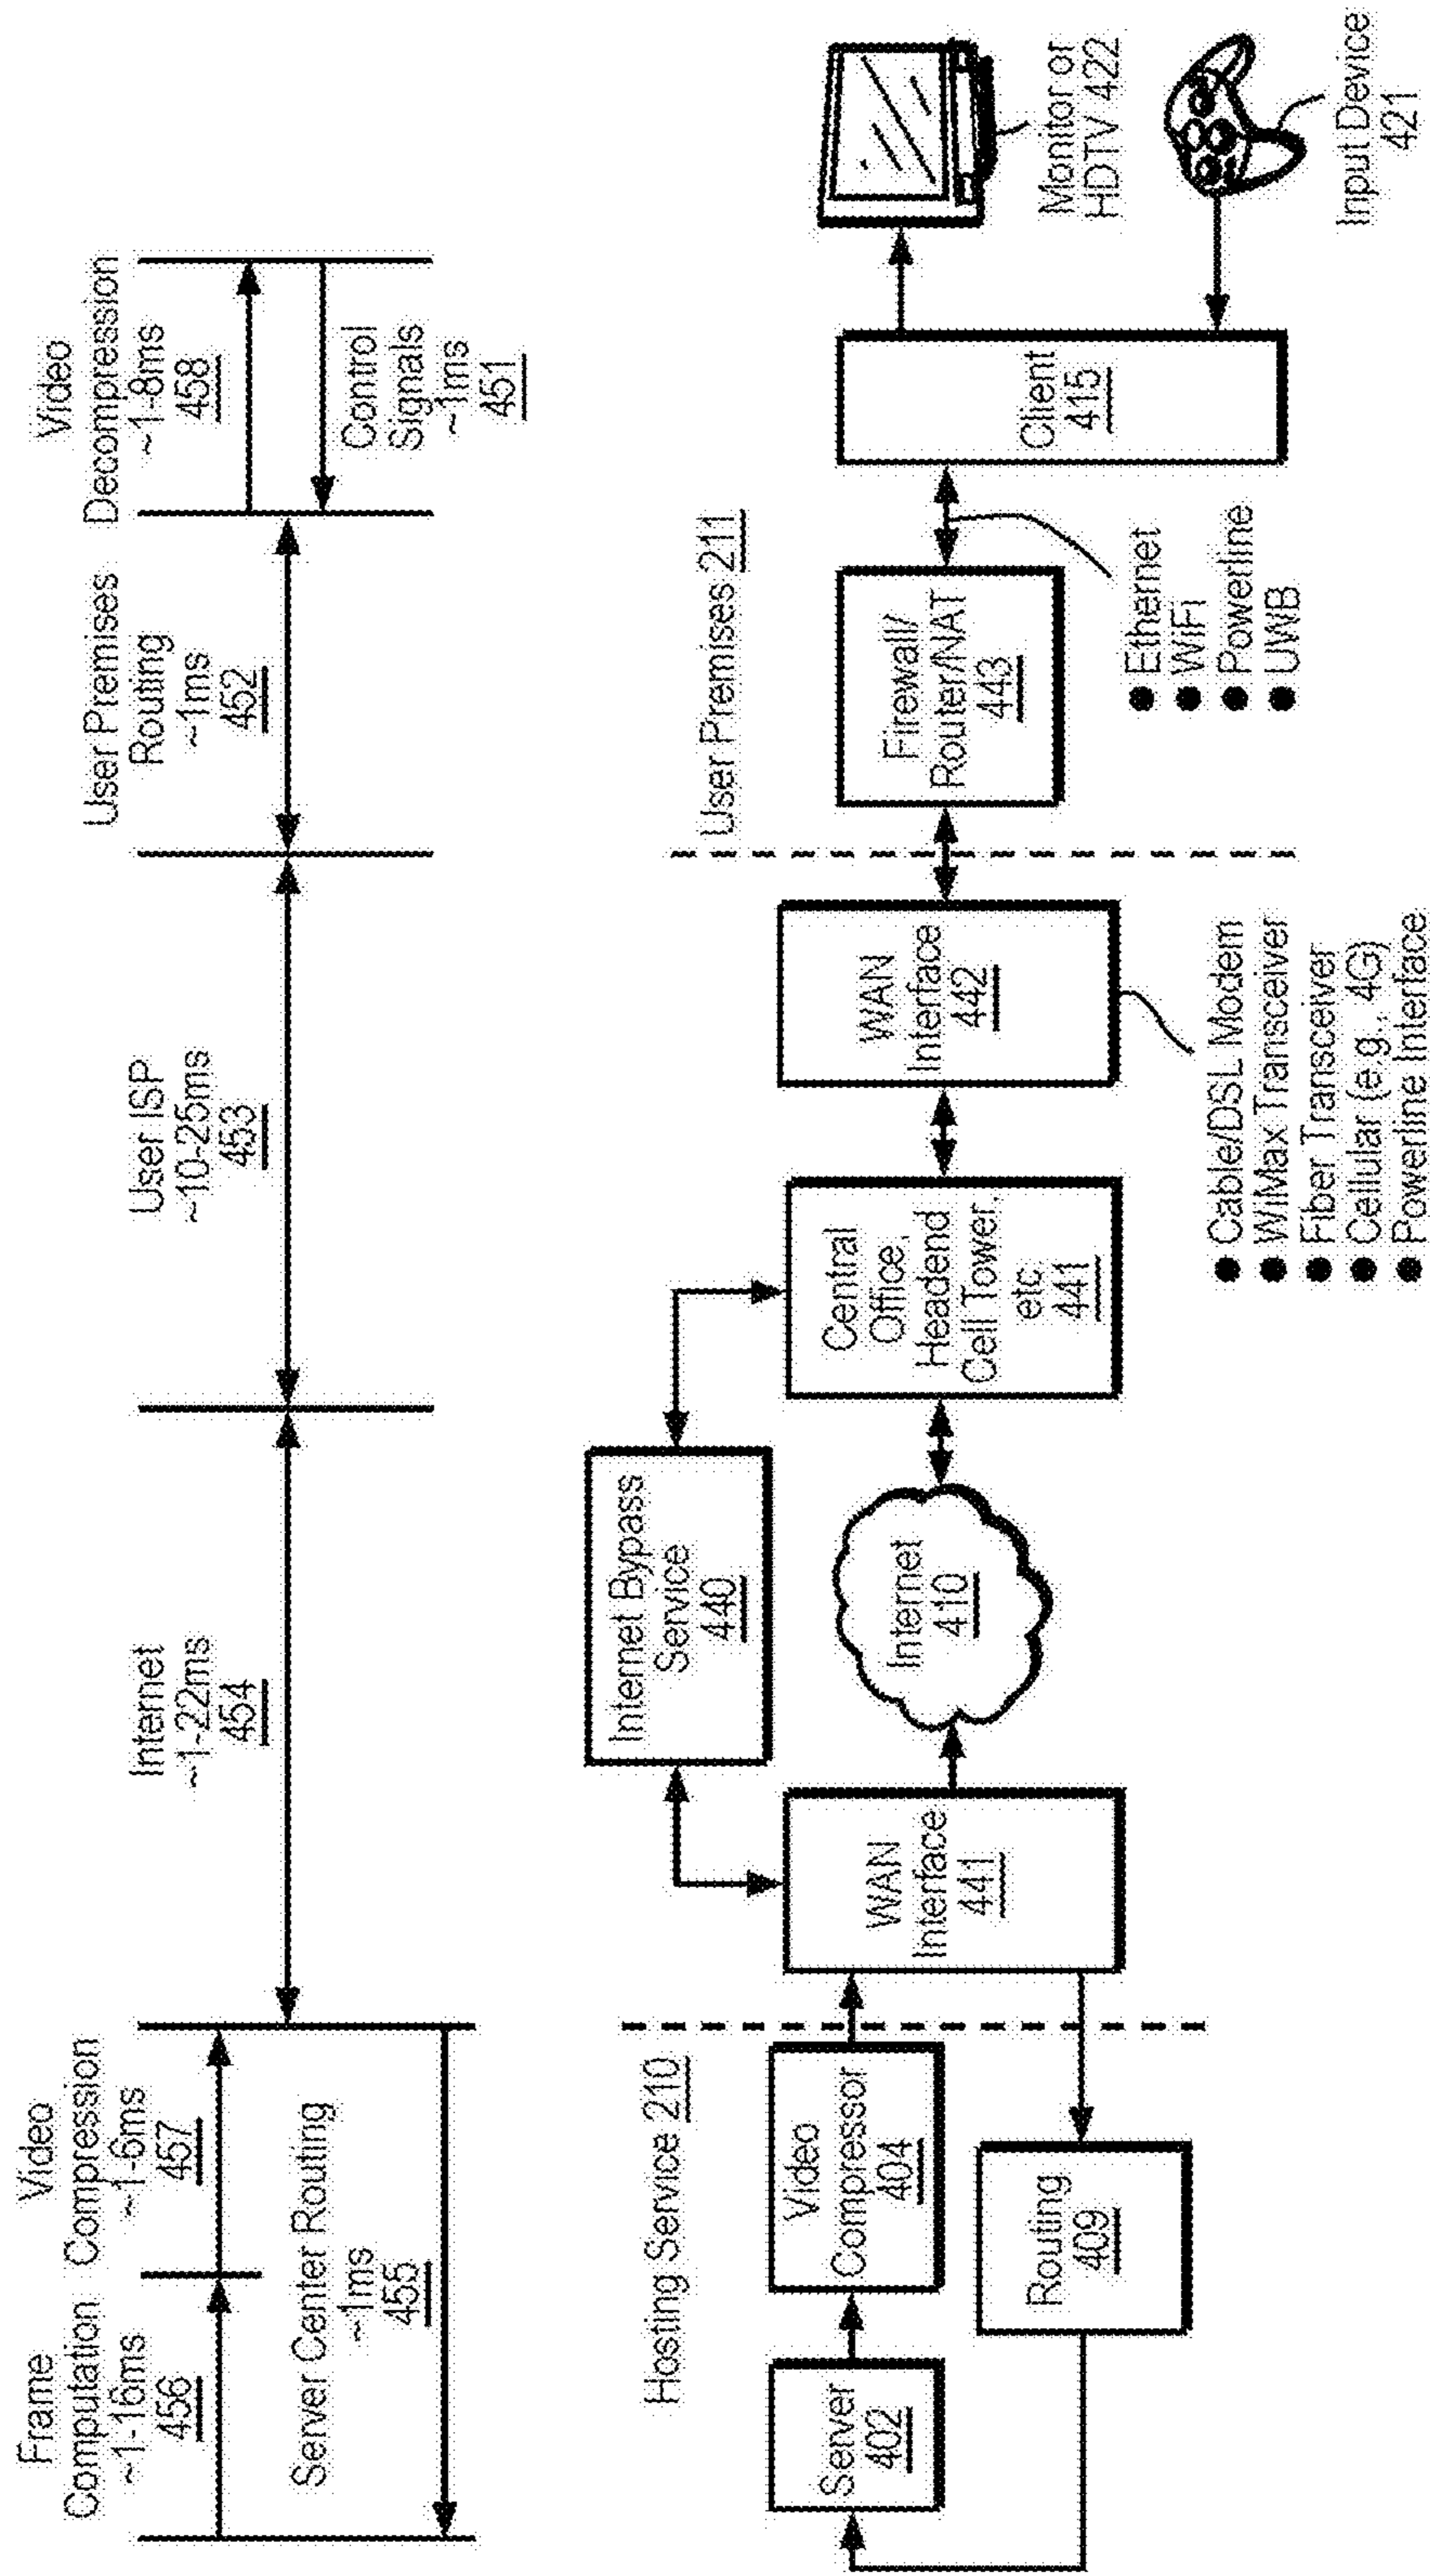 Frame
Computation
~1-16ms
456
Video
Compression
~1-6ms
457
Server Center Routing
~1ms
455
Internet
~1-22ms
454
User ISP
~10-25ms
453
User Premises
Routing
~1ms
452
Video
Decompression
~1-8ms
458
Control
Signals
~1ms
451
Hosting Service 210
Server
402
Video
Compressor
404
Routing
409
WAN
Interface
441
Internet Bypass
Service
440
Internet
410
Central
Office,
Headend
Cell Tower,
etc.
441
WAN
Interface
442
● Cable/DSL Modem
● WiMax Transceiver
● Fiber Transceiver
● Cellular (e.g., 4G)
● Powerline Interface
User Premises 211
Firewall/
Router/NAT
443
● Ethernet
● WiFi
● Powerline
● UWB
Client
415
Monitor or
HDTV 422
Input Device
421